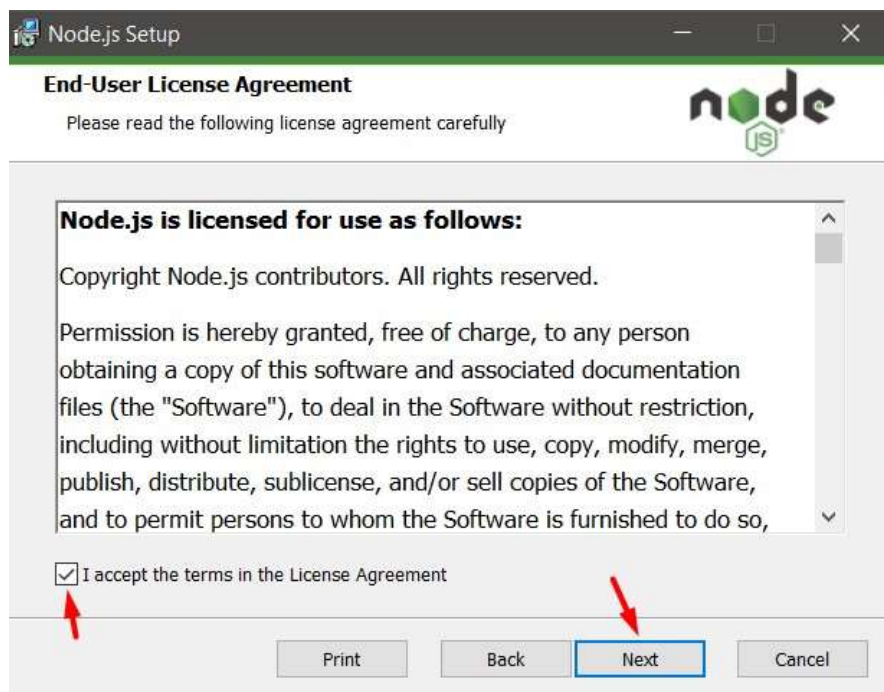 Node.js Setup
End-User License Agreement
Please read the following license agreement carefully
node
JS
Node.js is licensed for use as follows:
Copyright Node.js contributors. All rights reserved.
Permission is hereby granted, free of charge, to any person
obtaining a copy of this software and associated documentation
files (the "Software"), to deal in the Software without restriction,
including without limitation the rights to use, copy, modify, merge,
publish, distribute, sublicense, and/or sell copies of the Software,
and to permit persons to whom the Software is furnished to do so,
I accept the terms in the License Agreement
Print Back Next Cancel